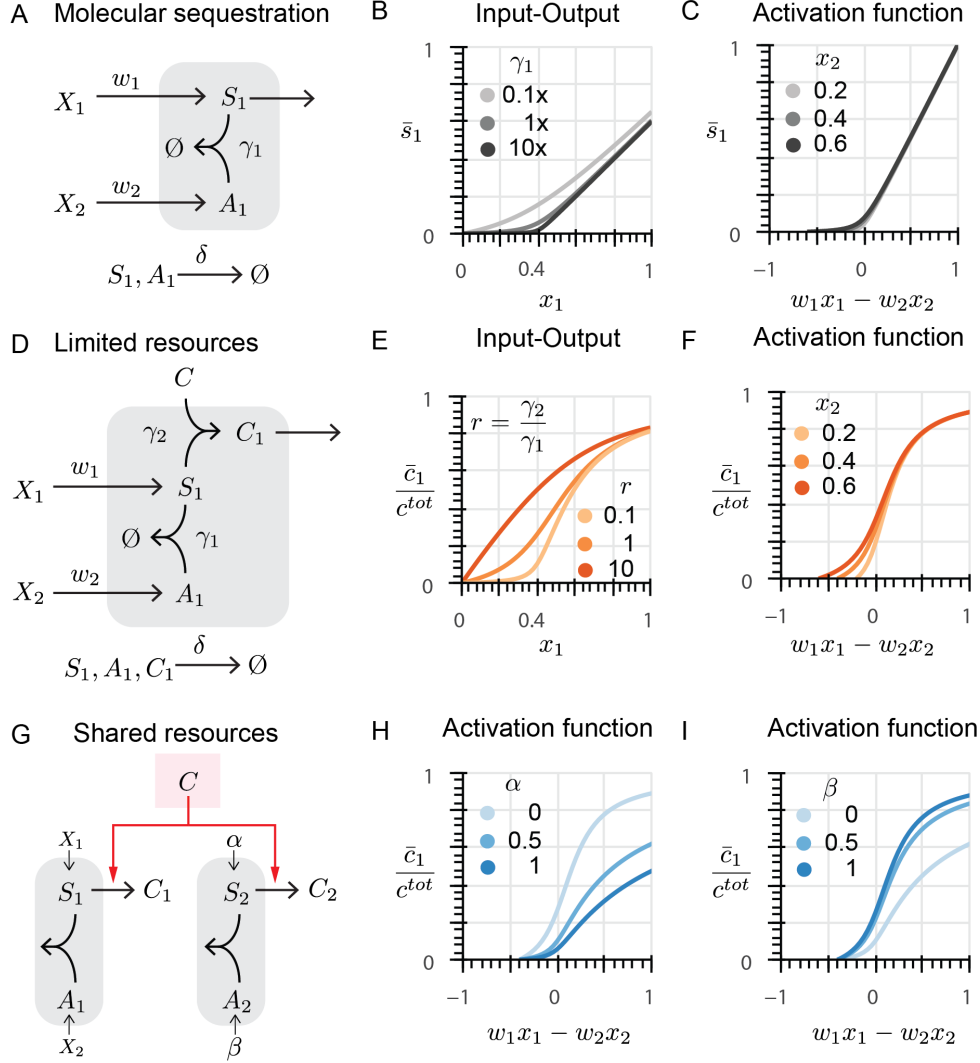 A Molecular sequestration
X₁ w₁ S₁
Ø γ₁
X₂ w₂ A₁
S₁, A₁ δ Ø
B Input-Output
γ₁
0.1x
1x
10x
s̄₁
1
0
0 0.4 1
x₁
C Activation function
x₂
0.2
0.4
0.6
s̄₁
1
0
−1 0 1
w₁x₁ − w₂x₂
D Limited resources
C
γ₂ C₁
X₁ w₁ S₁
Ø γ₁
X₂ w₂ A₁
S₁, A₁, C₁ δ Ø
E Input-Output
r = γ₂/γ₁
c̄₁/c^tot
r
0.1
1
10
1
0
0 0.4 1
x₁
F Activation function
x₂
0.2
0.4
0.6
c̄₁/c^tot
1
0
−1 0 1
w₁x₁ − w₂x₂
G Shared resources
C
X₁ α
S₁ C₁ S₂ C₂
A₁ A₂
X₂ β
H Activation function
α
0
0.5
1
c̄₁/c^tot
1
0
−1 0 1
w₁x₁ − w₂x₂
I Activation function
β
0
0.5
1
c̄₁/c^tot
1
0
−1 0 1
w₁x₁ − w₂x₂